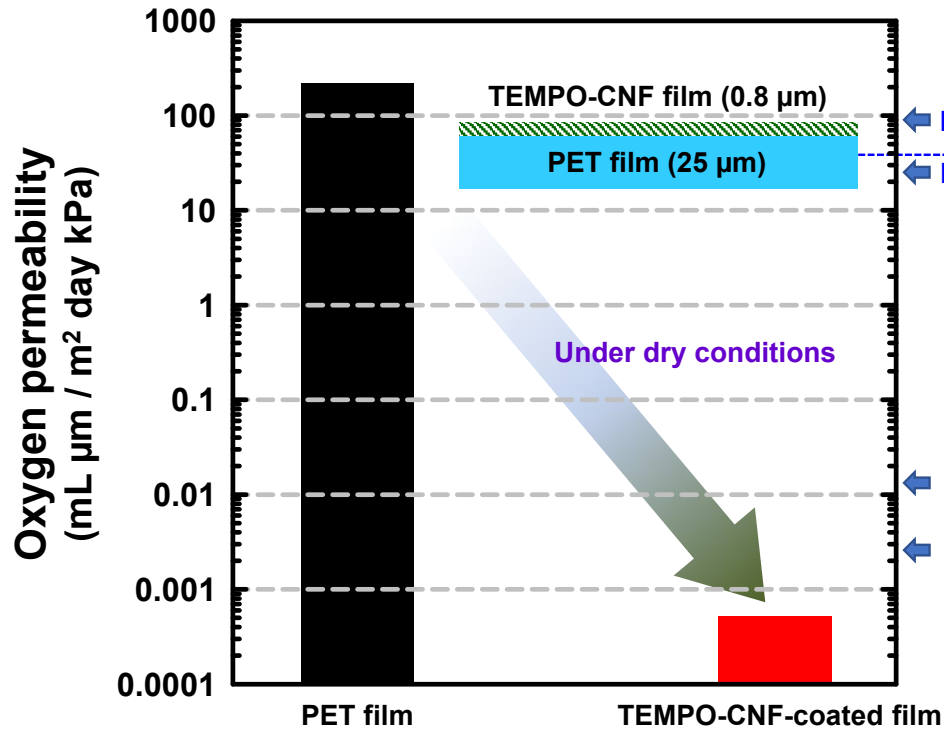 Oxygen permeability
(mL µm / m² day kPa)
1000
100
10
1
0.1
0.01
0.001
0.0001
TEMPO-CNF film (0.8 µm)
PET film (25 µm)
Under dry conditions
PET film
TEMPO-CNF-coated film